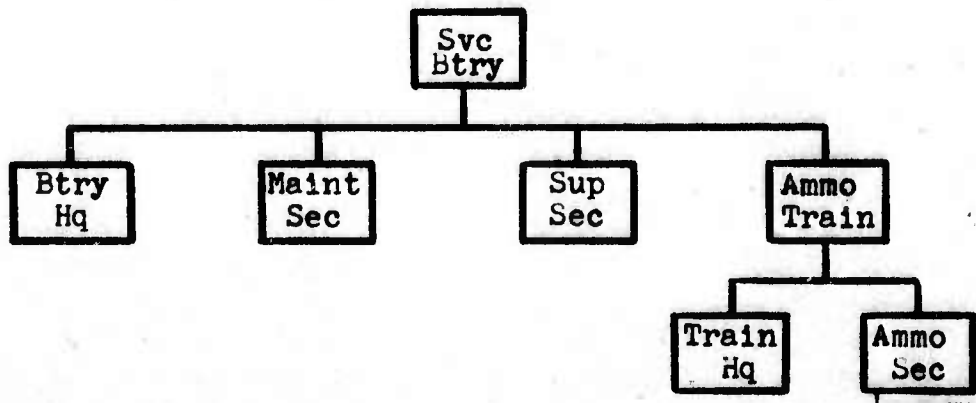 Svc
Btry
Btry
Hq
Maint
Sec
Sup
Sec
Ammo
Train
Train
Hq
Ammo
Sec